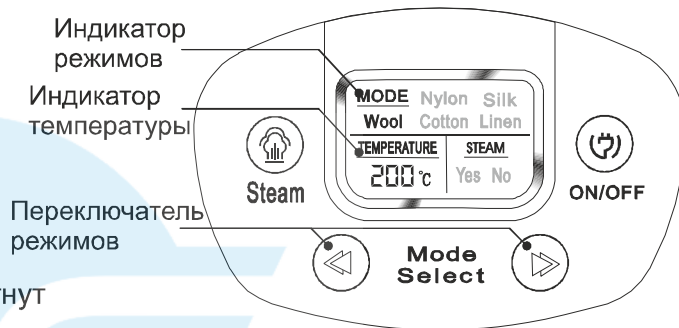 Индикатор
режимов
Индикатор
температуры
Переключатель
режимов
нут
MODE Nylon Silk
Wool Cotton Linen
TEMPERATURE STEAM
200 °C Yes No
Steam
ON/OFF
Mode
Select